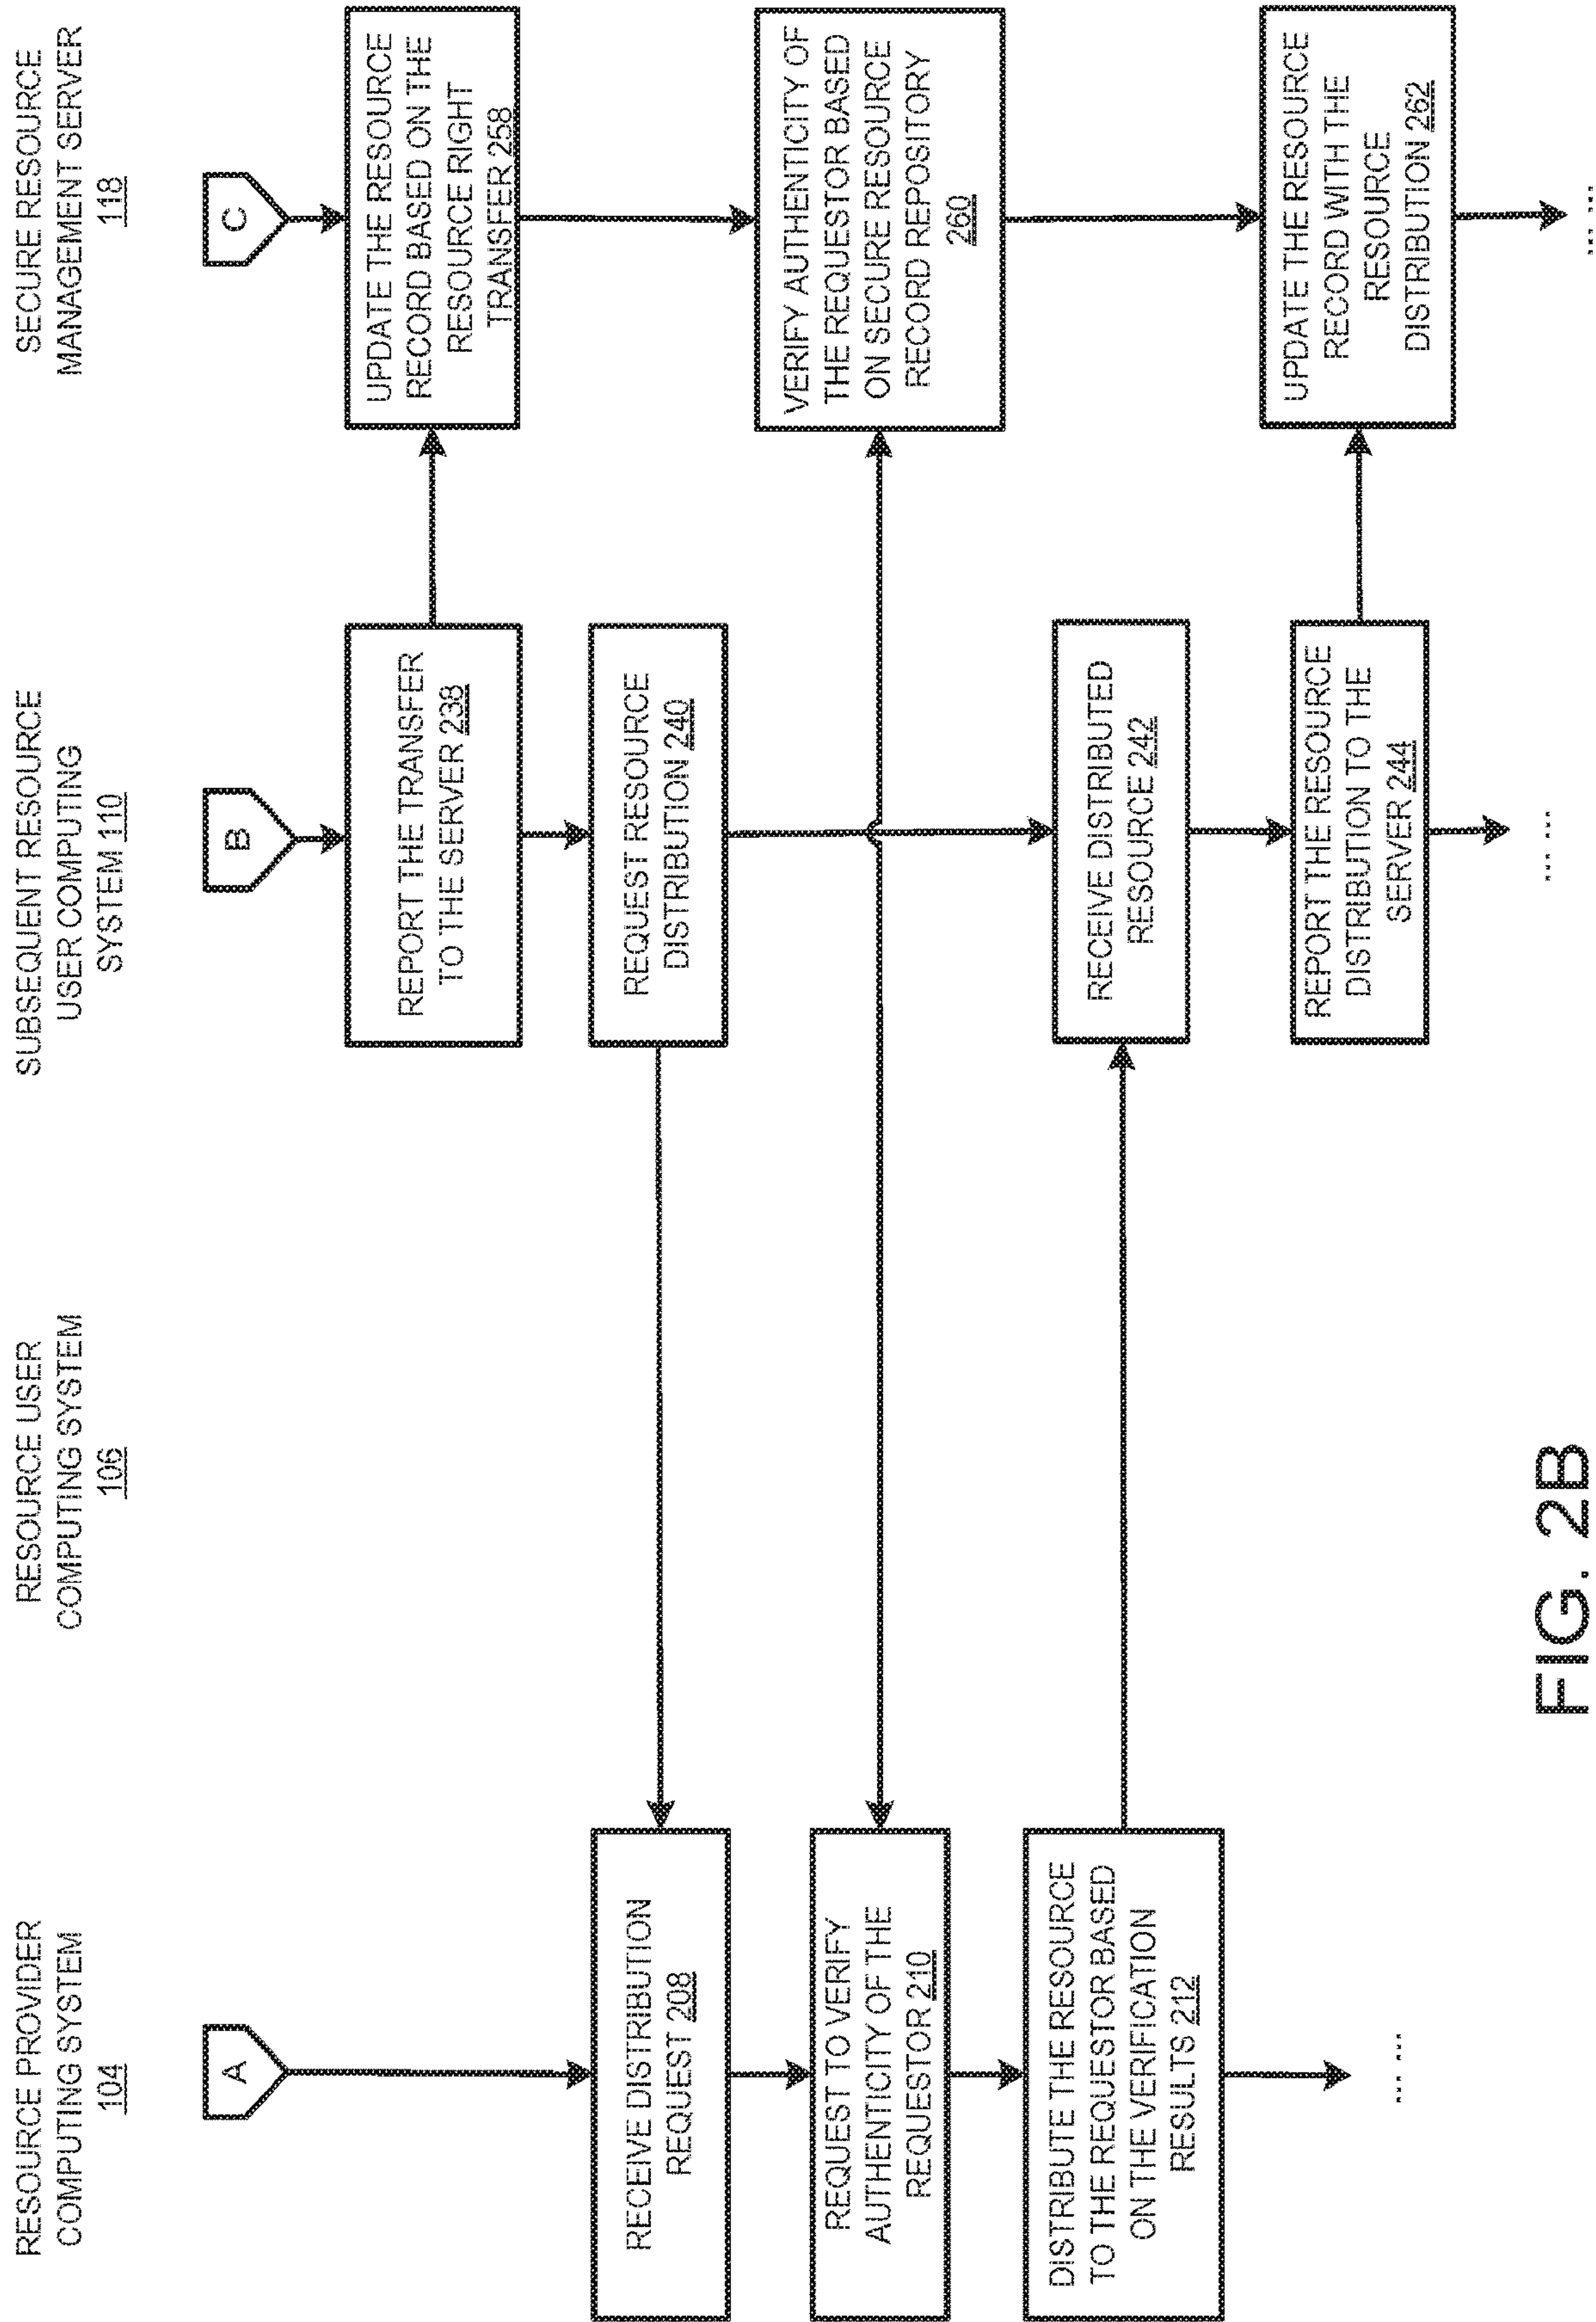 RESOURCE PROVIDER
COMPUTING SYSTEM
104
RESOURCE USER
COMPUTING SYSTEM
106
SUBSEQUENT RESOURCE
USER COMPUTING
SYSTEM 110
SECURE RESOURCE
MANAGEMENT SERVER
118
A
B
C
REPORT THE TRANSFER
TO THE SERVER 238
UPDATE THE RESOURCE
RECORD BASED ON THE
RESOURCE RIGHT
TRANSFER 258
RECEIVE DISTRIBUTION
REQUEST 208
REQUEST RESOURCE
DISTRIBUTION 240
REQUEST TO VERIFY
AUTHENTICITY OF THE
REQUESTOR 210
VERIFY AUTHENTICITY OF
THE REQUESTOR BASED
ON SECURE RESOURCE
RECORD REPOSITORY
260
DISTRIBUTE THE RESOURCE
TO THE REQUESTOR BASED
ON THE VERIFICATION
RESULTS 212
RECEIVE DISTRIBUTED
RESOURCE 242
REPORT THE RESOURCE
DISTRIBUTION TO THE
SERVER 244
UPDATE THE RESOURCE
RECORD WITH THE
RESOURCE
DISTRIBUTION 262
... ...
... ...
... ...
FIG. 2B